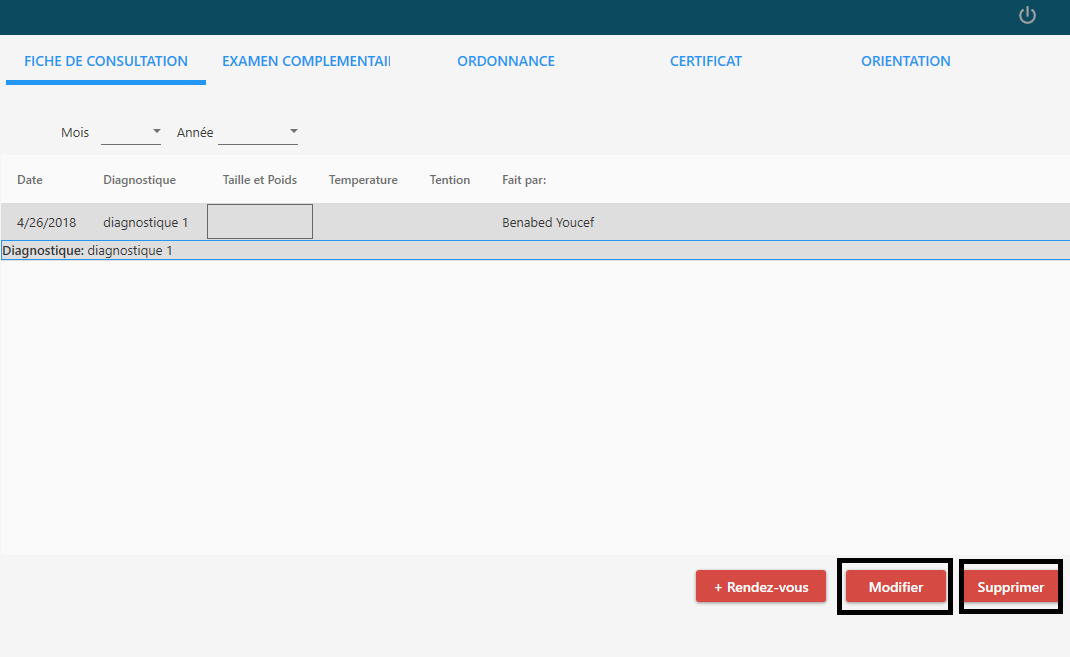 FICHE DE CONSULTATION EXAMEN COMPLEMENTAI ORDONNANCE CERTIFICAT ORIENTATION
Mois Année
Date Diagnostique Taille et Poids Temperature Tention Fait par:
4/26/2018 diagnostique 1 Benabed Youcef
Diagnostique: diagnostique 1
+ Rendez-vous Modifier Supprimer